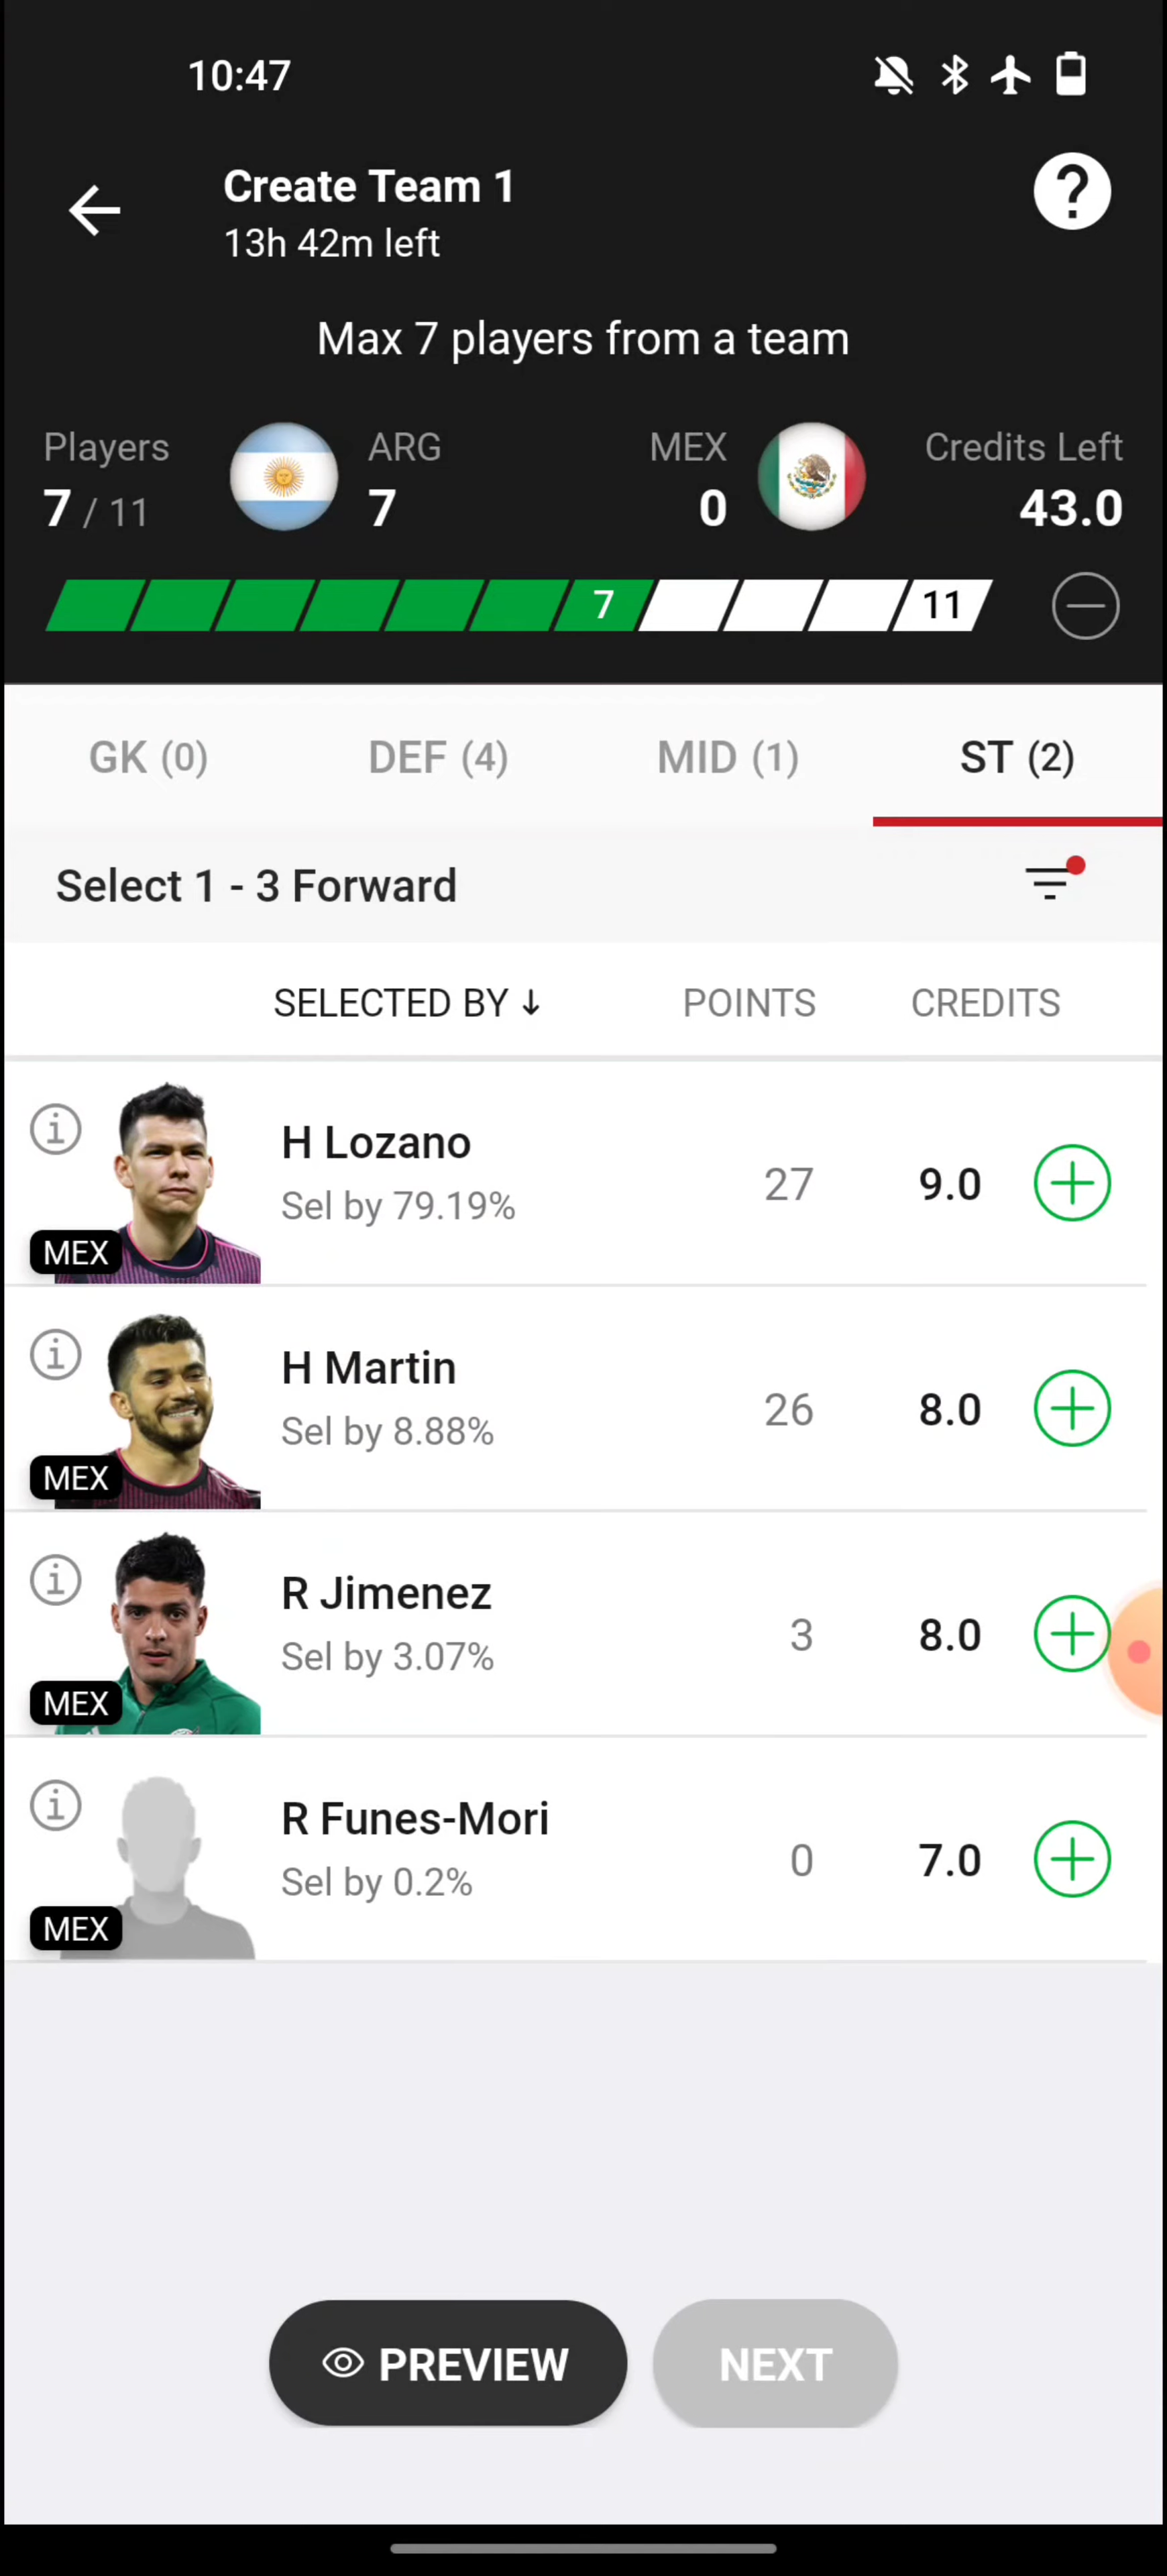 10:47
Create Team 1
13h 42m left
?
Max 7 players from a team
Players
7 / 11
ARG
7
MEX
0
Credits Left
43.0
7
11
GK (0)
DEF (4)
MID (1)
ST (2)
Select 1 - 3 Forward
SELECTED BY ↓
POINTS
CREDITS
i
H Lozano
Sel by 79.19%
27
9.0
MEX
i
H Martin
Sel by 8.88%
26
8.0
MEX
i
R Jimenez
Sel by 3.07%
3
8.0
MEX
i
R Funes-Mori
Sel by 0.2%
0
7.0
MEX
PREVIEW
NEXT